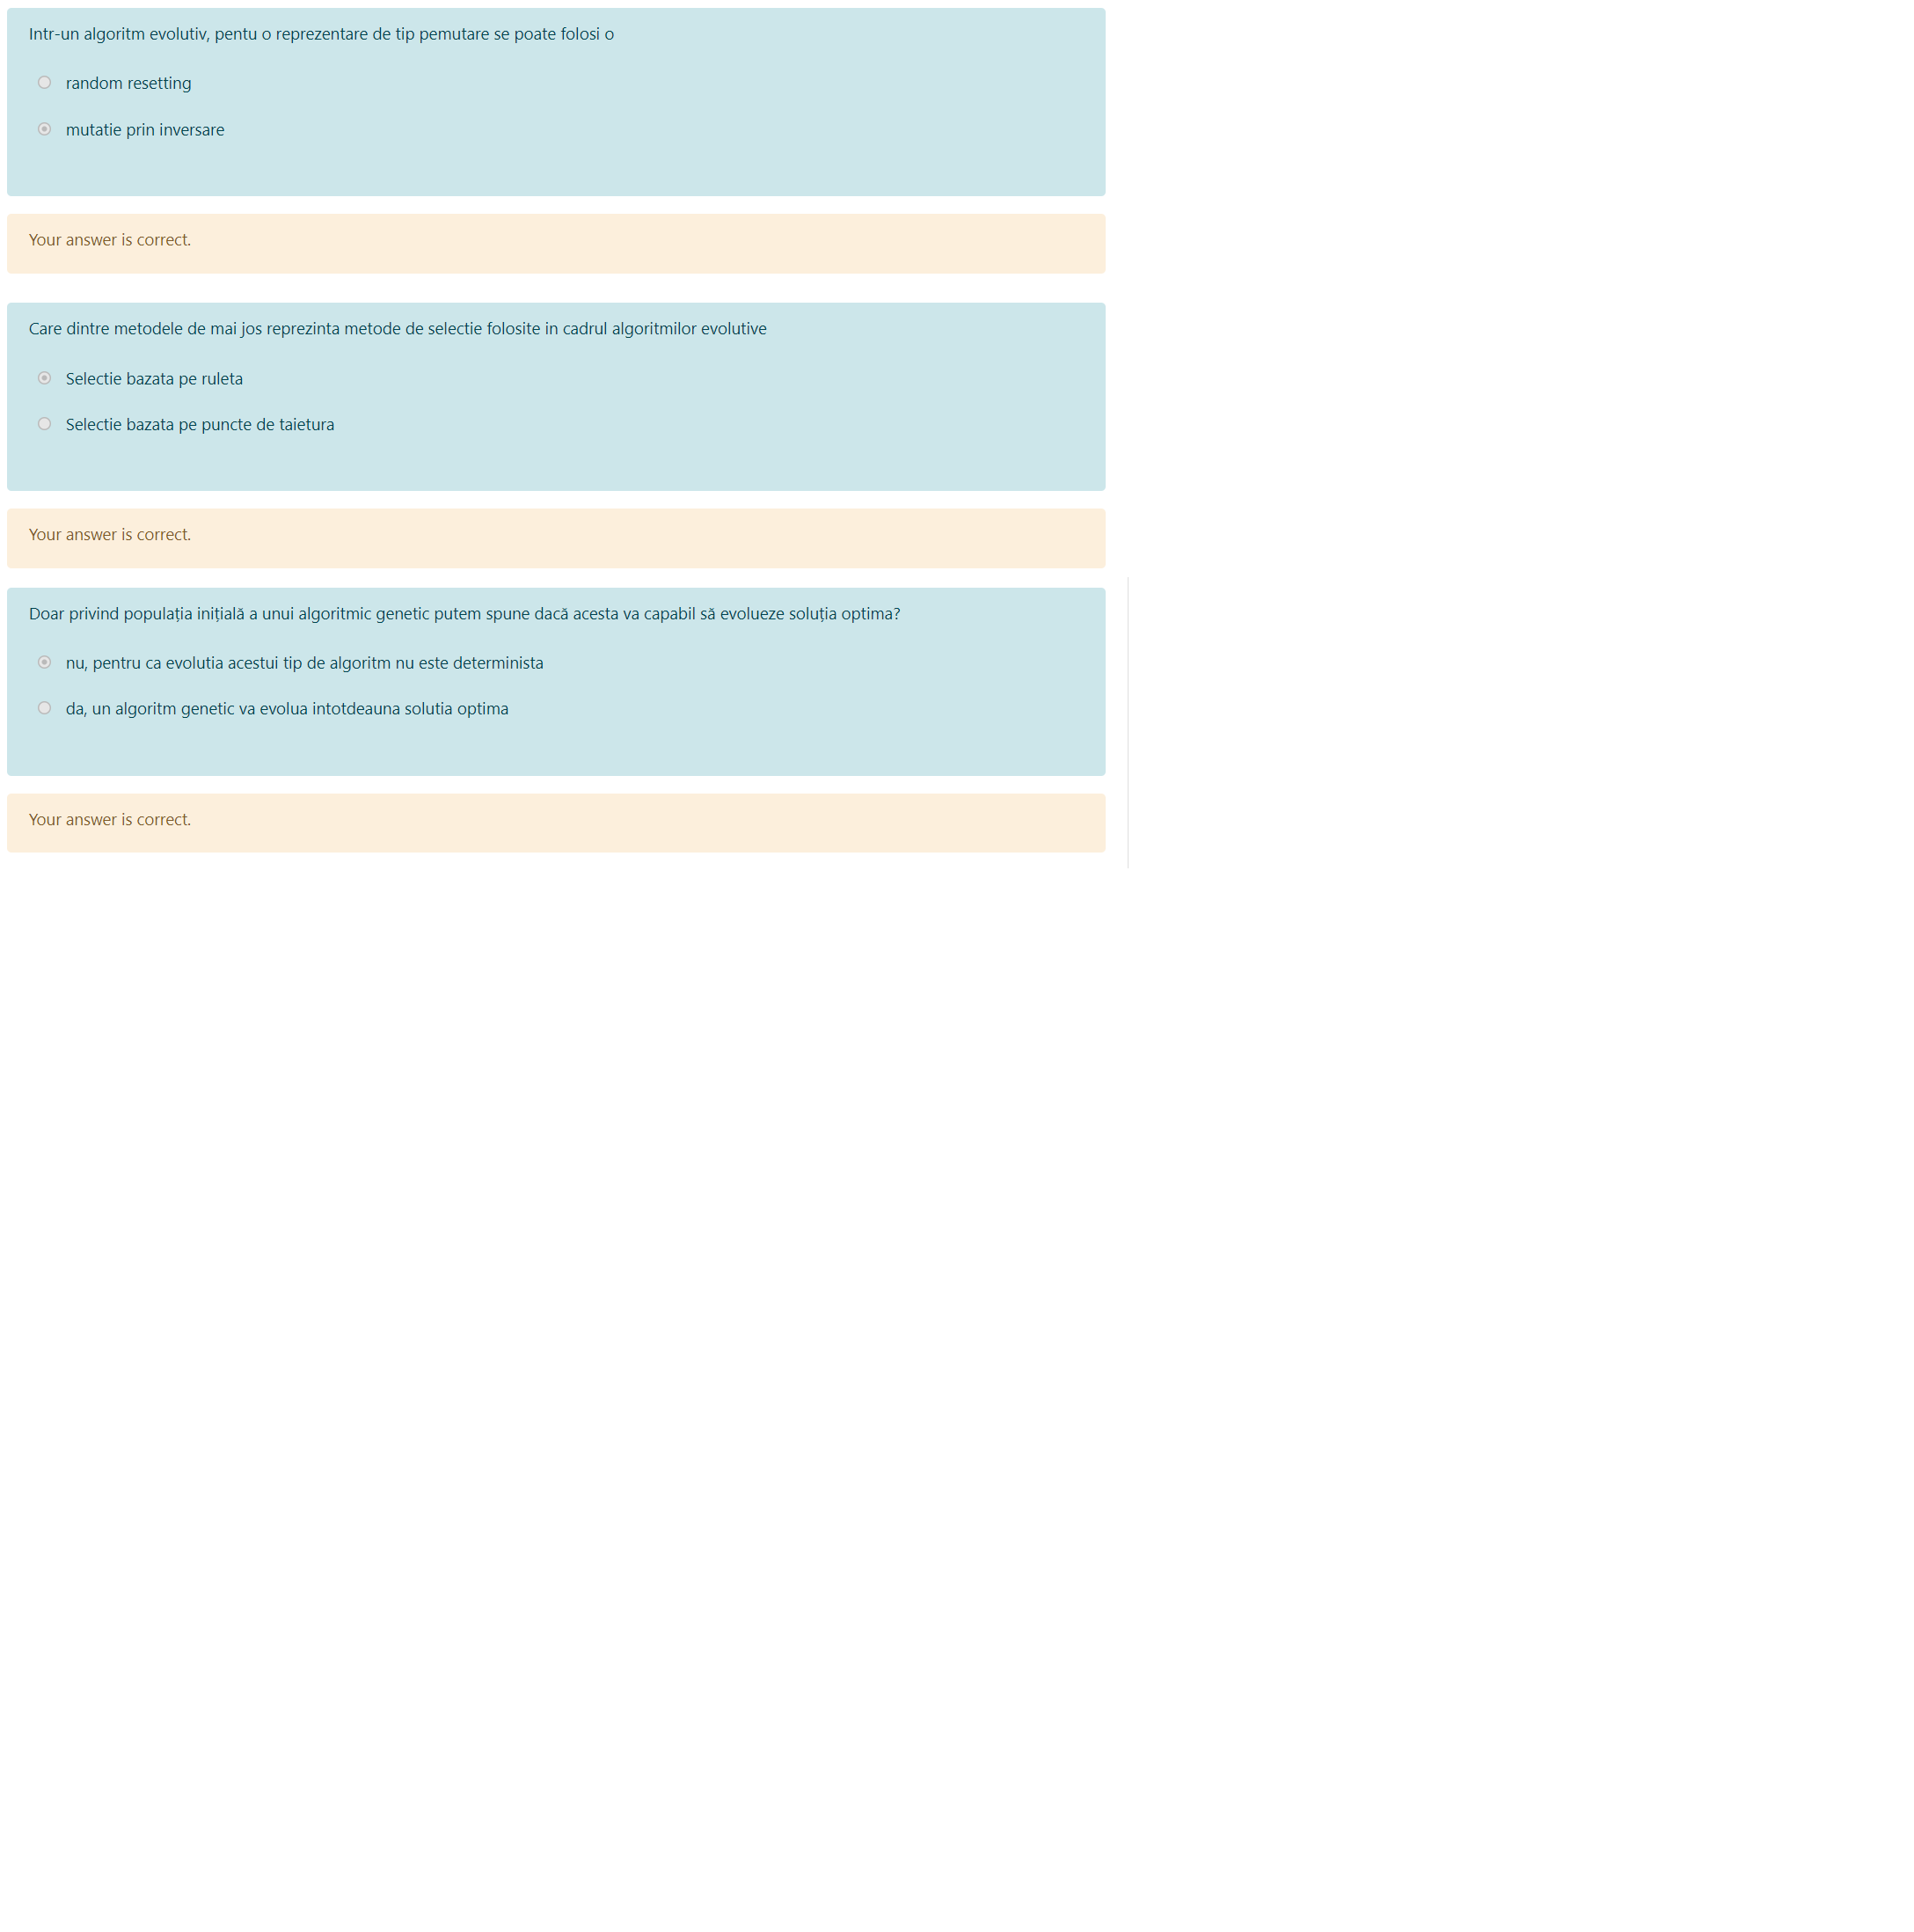 Intr-un algoritm evolutiv, pentu o reprezentare de tip pemutare se poate folosi o
random resetting
mutatie prin inversare
Your answer is correct.
Care dintre metodele de mai jos reprezinta metode de selectie folosite in cadrul algoritmilor evolutive
Selectie bazata pe ruleta
Selectie bazata pe puncte de taietura
Your answer is correct.
Doar privind populația inițială a unui algoritmic genetic putem spune dacă acesta va capabil să evolueze soluția optima?
nu, pentru ca evolutia acestui tip de algoritm nu este determinista
da, un algoritm genetic va evolua intotdeauna solutia optima
Your answer is correct.